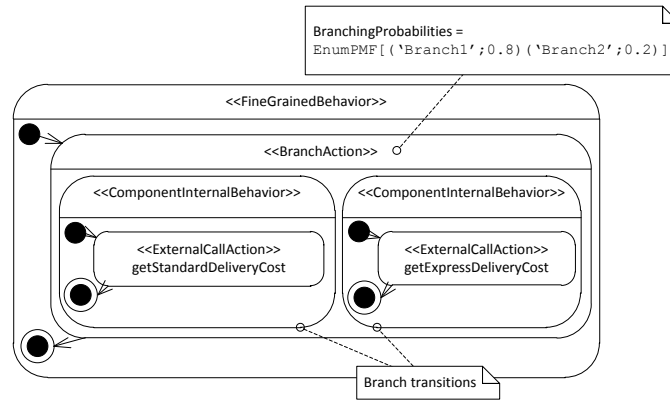 BranchingProbabilities =
EnumPMF[(‘Branch1’;0.8)(‘Branch2’;0.2)]
<<FineGrainedBehavior>>
<<BranchAction>>
<<ComponentInternalBehavior>>
<<ComponentInternalBehavior>>
<<ExternalCallAction>>
getStandardDeliveryCost
<<ExternalCallAction>>
getExpressDeliveryCost
Branch transitions